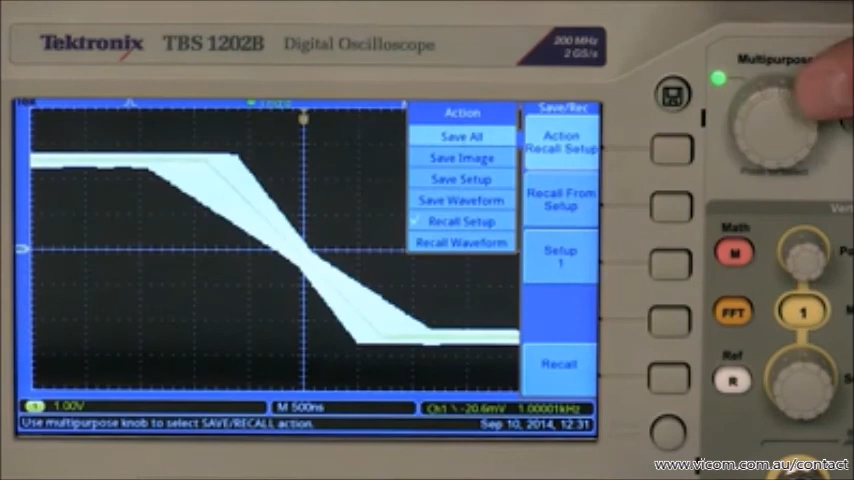 Tektronix TBS 1202B Digital Oscilloscope
200 MHz
2 GS/s
Multipurpose
Action
Save All
Save Image
Save Setup
Save Waveform
Recall Setup
Recall Waveform
Save/Rec
Action
Recall Setup
Recall From
Setup
Setup
1
Recall
Math
M
FFT
Ref
R
1
1 1.00V
M 500ns
Ch1 \ -20.6mV 1.00001kHz
Use multipurpose knob to select SAVE/RECALL action.
Sep 10, 2014, 12:31
www.vicom.com.au/contact